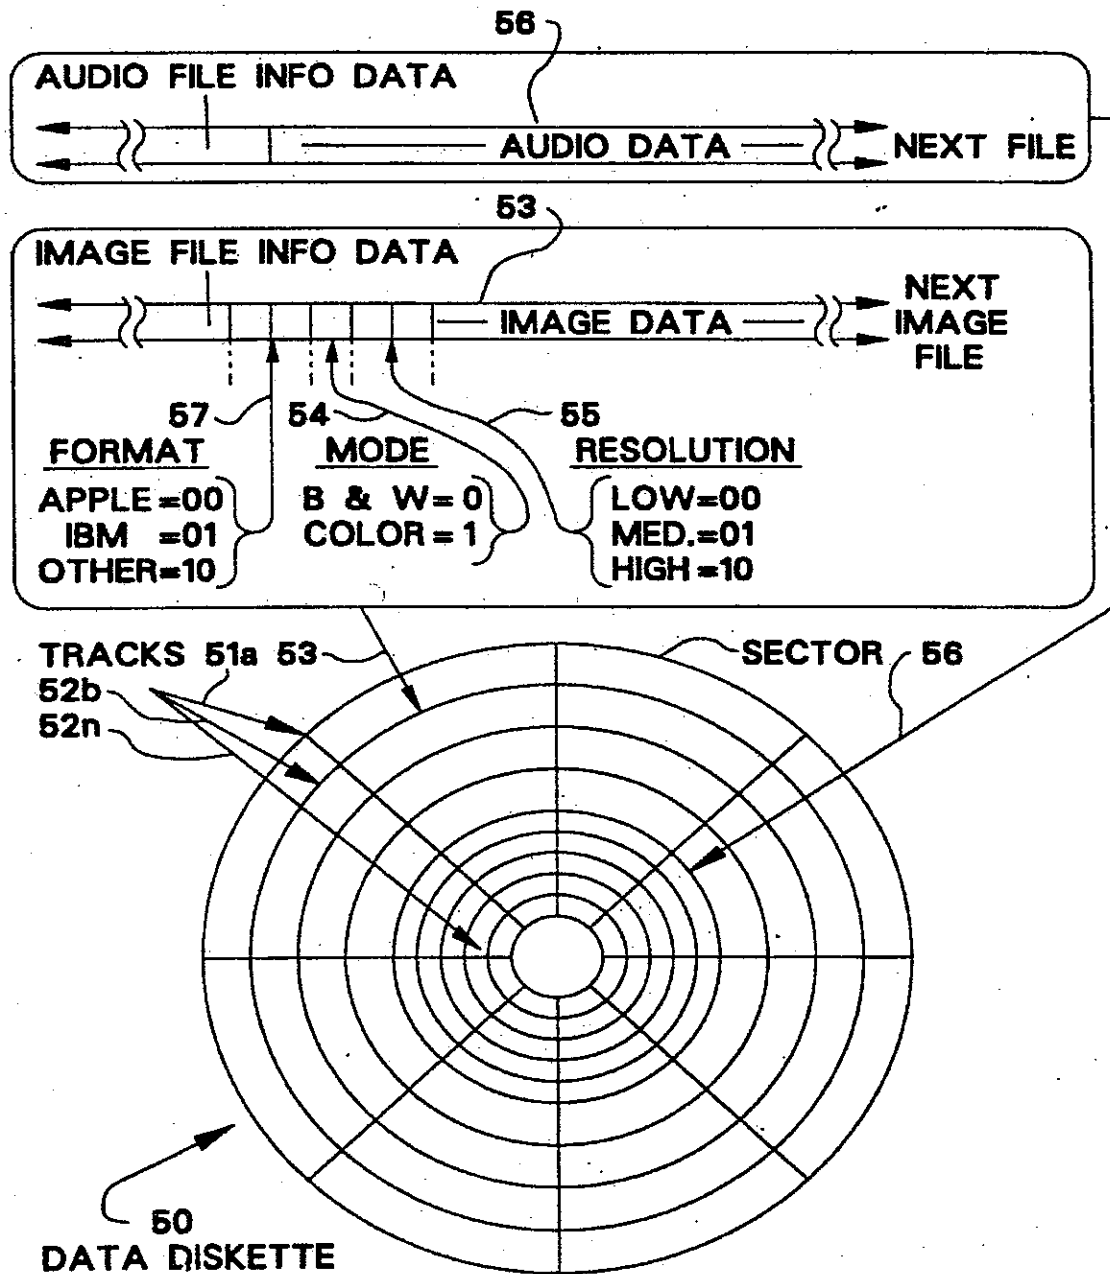 56
AUDIO FILE INFO DATA
AUDIO DATA
NEXT FILE
53
IMAGE FILE INFO DATA
IMAGE DATA
NEXT
IMAGE
FILE
57
54
55
FORMAT
APPLE=00
IBM =01
OTHER=10
MODE
B & W=0
COLOR=1
RESOLUTION
LOW=00
MED.=01
HIGH=10
TRACKS 51a 53
52b
52n
SECTOR 56
50
DATA DISKETTE